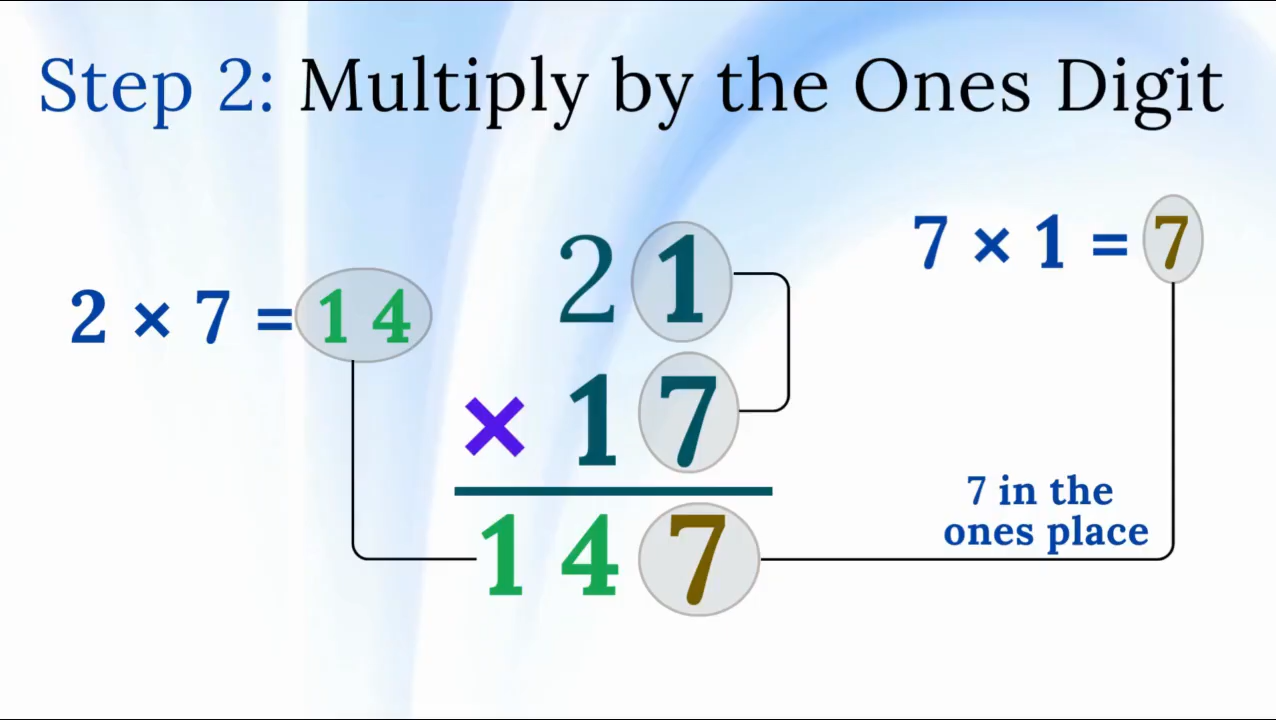 Step 2: Multiply by the Ones Digit
2 × 7 = 1 4
2 1
× 1 7
1 4 7
7 × 1 = 7
7 in the
ones place